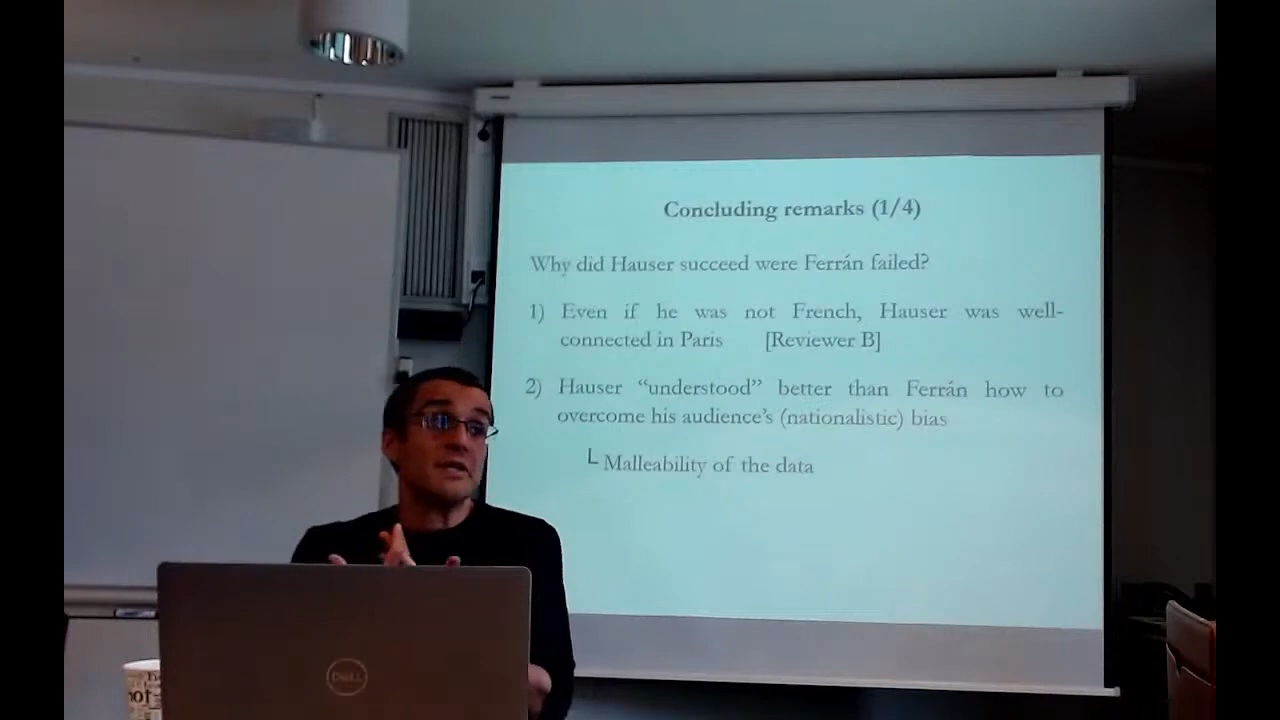 Concluding remarks (1/4)
Why did Hauser succeed were Ferrán failed?
1) Even if he was not French, Hauser was well-
connected in Paris [Reviewer B]
2) Hauser “understood” better than Ferrán how to
overcome his audience’s (nationalistic) bias
└ Malleability of the data
DELL
not